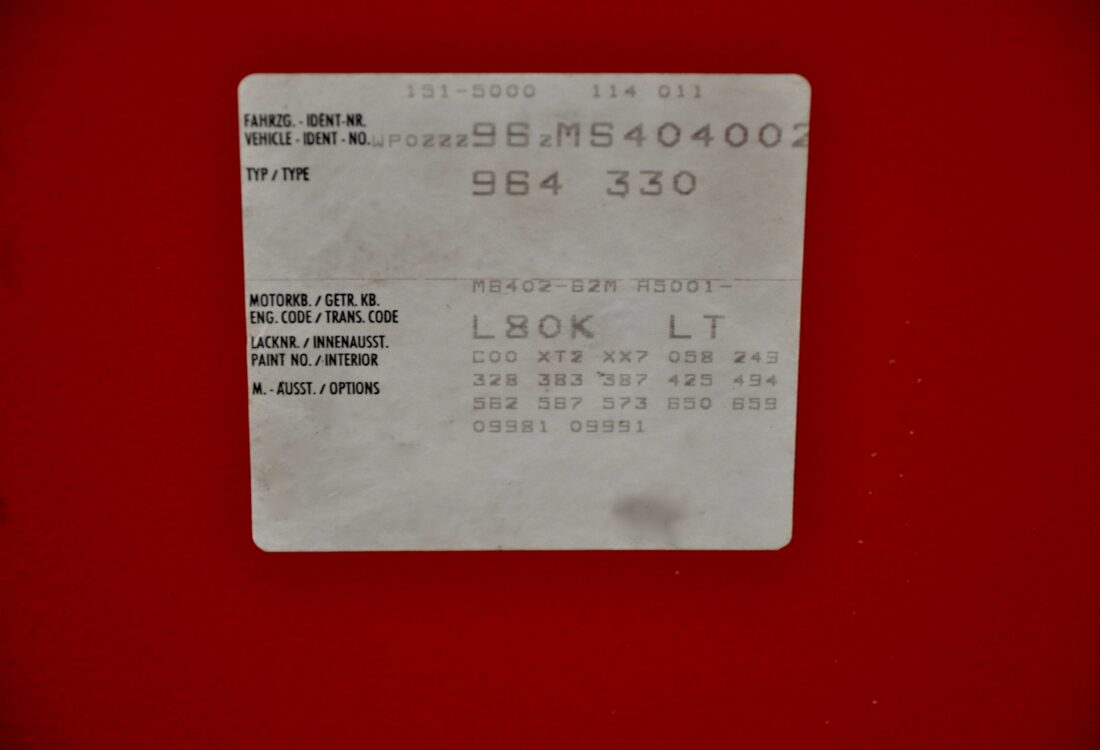 151-5000 114 011
FAHRZG. - IDENT-NR.
VEHICLE - IDENT - NO. WP0ZZZ96ZMS404002
TYP / TYPE 964 330
M6402-62M A5001-
MOTORKB. / GETR. KB.
ENG. CODE / TRANS. CODE
L80K LT
LACKNR. / INNENAUSST.
PAINT NO. / INTERIOR
C00 XT2 XX7 058 249
M. - AUSST. / OPTIONS
328 383 387 425 494
562 567 573 650 659
09981 09991